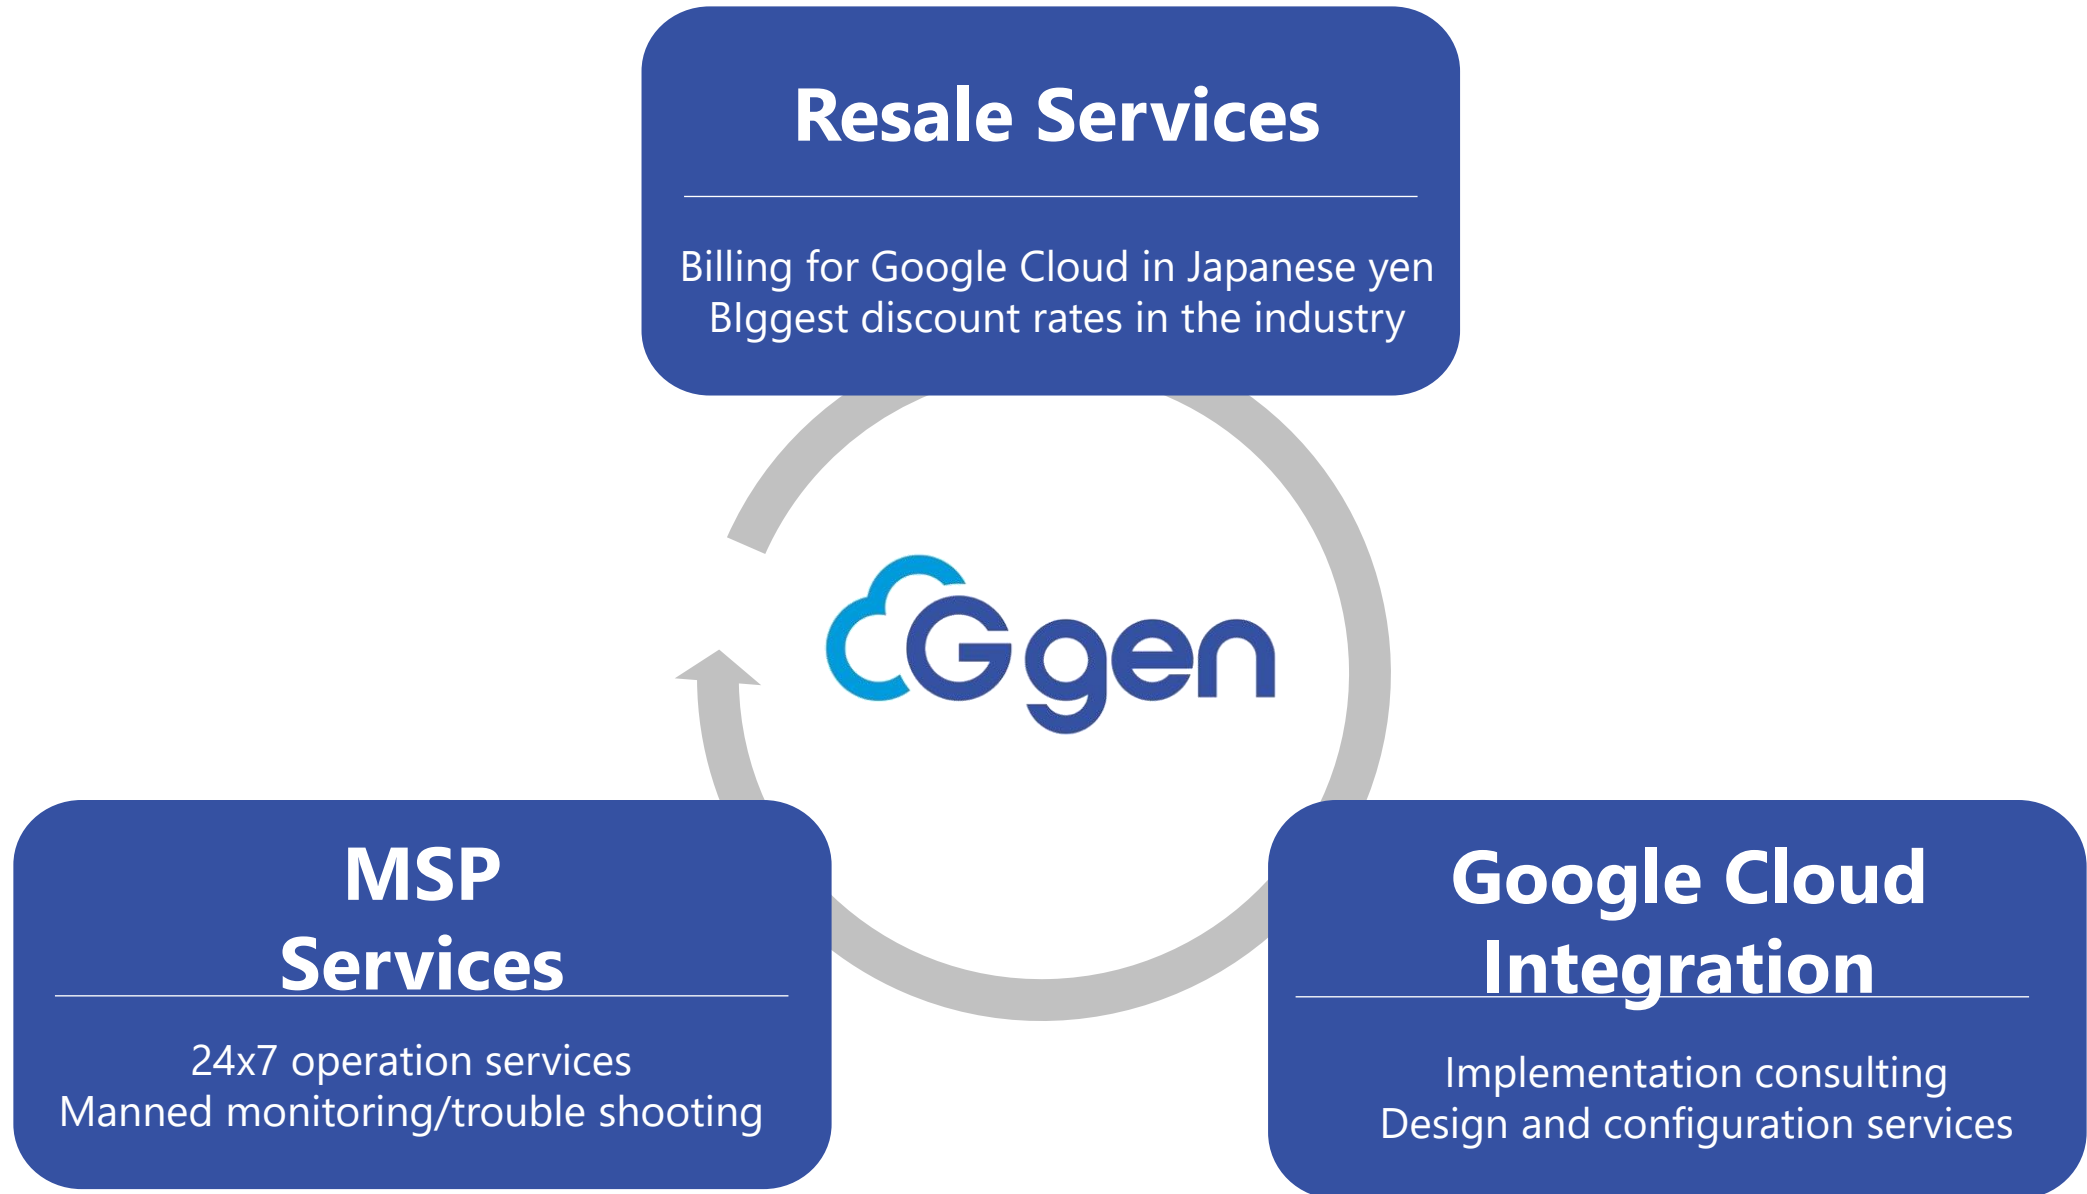 Resale Services
Billing for Google Cloud in Japanese yen
BIggest discount rates in the industry
Ggen
MSP
Services
24x7 operation services
Manned monitoring/trouble shooting
Google Cloud
Integration
Implementation consulting
Design and configuration services